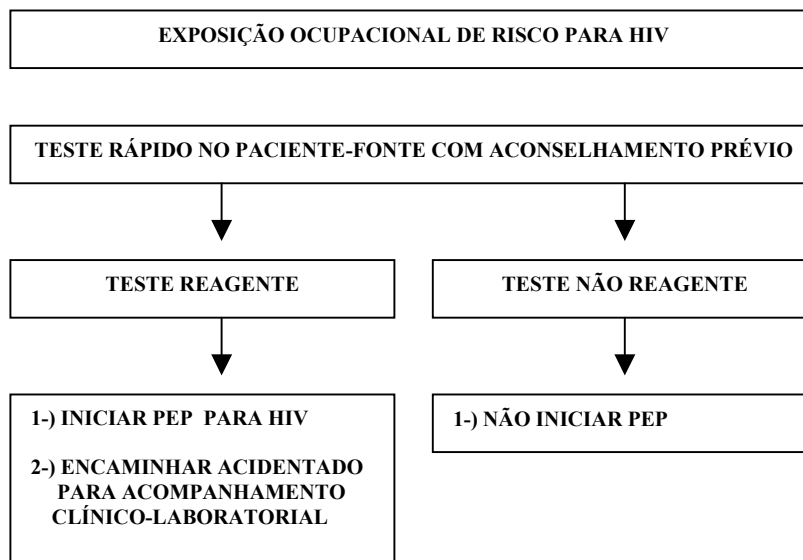 EXPOSIÇÃO OCUPACIONAL DE RISCO PARA HIV
TESTE RÁPIDO NO PACIENTE-FONTE COM ACONSELHAMENTO PRÉVIO
TESTE REAGENTE
TESTE NÃO REAGENTE
1-) INICIAR PEP PARA HIV
2-) ENCAMINHAR ACIDENTADO
PARA ACOMPANHAMENTO
CLÍNICO-LABORATORIAL
1-) NÃO INICIAR PEP